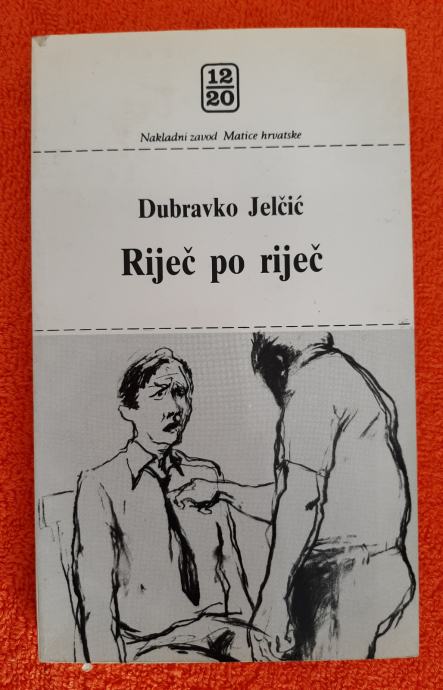 12
20
Nakladni zavod Matice hrvatske
Dubravko Jelčić
Riječ po riječ